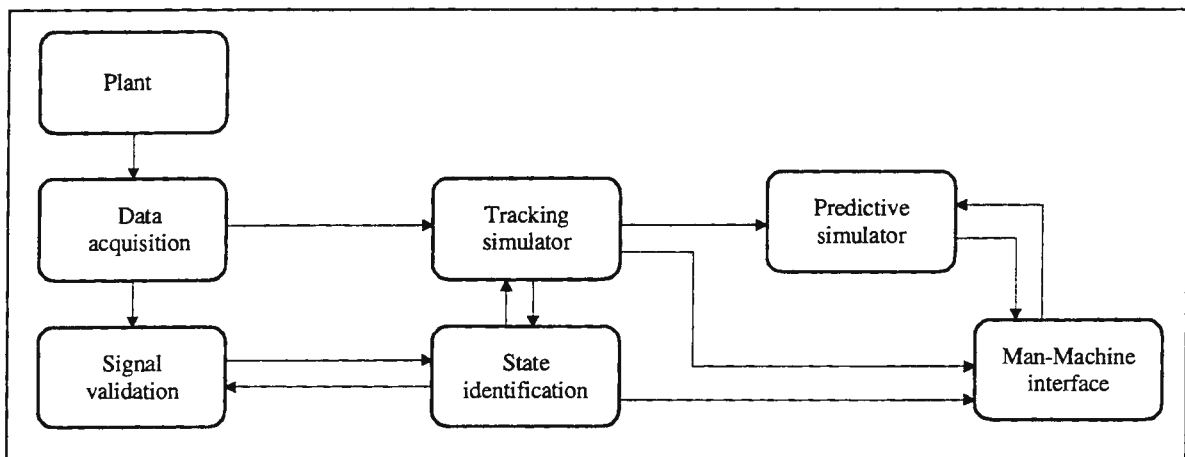 Plant
Data
acquisition
Tracking
simulator
Predictive
simulator
Signal
validation
State
identification
Man-Machine
interface